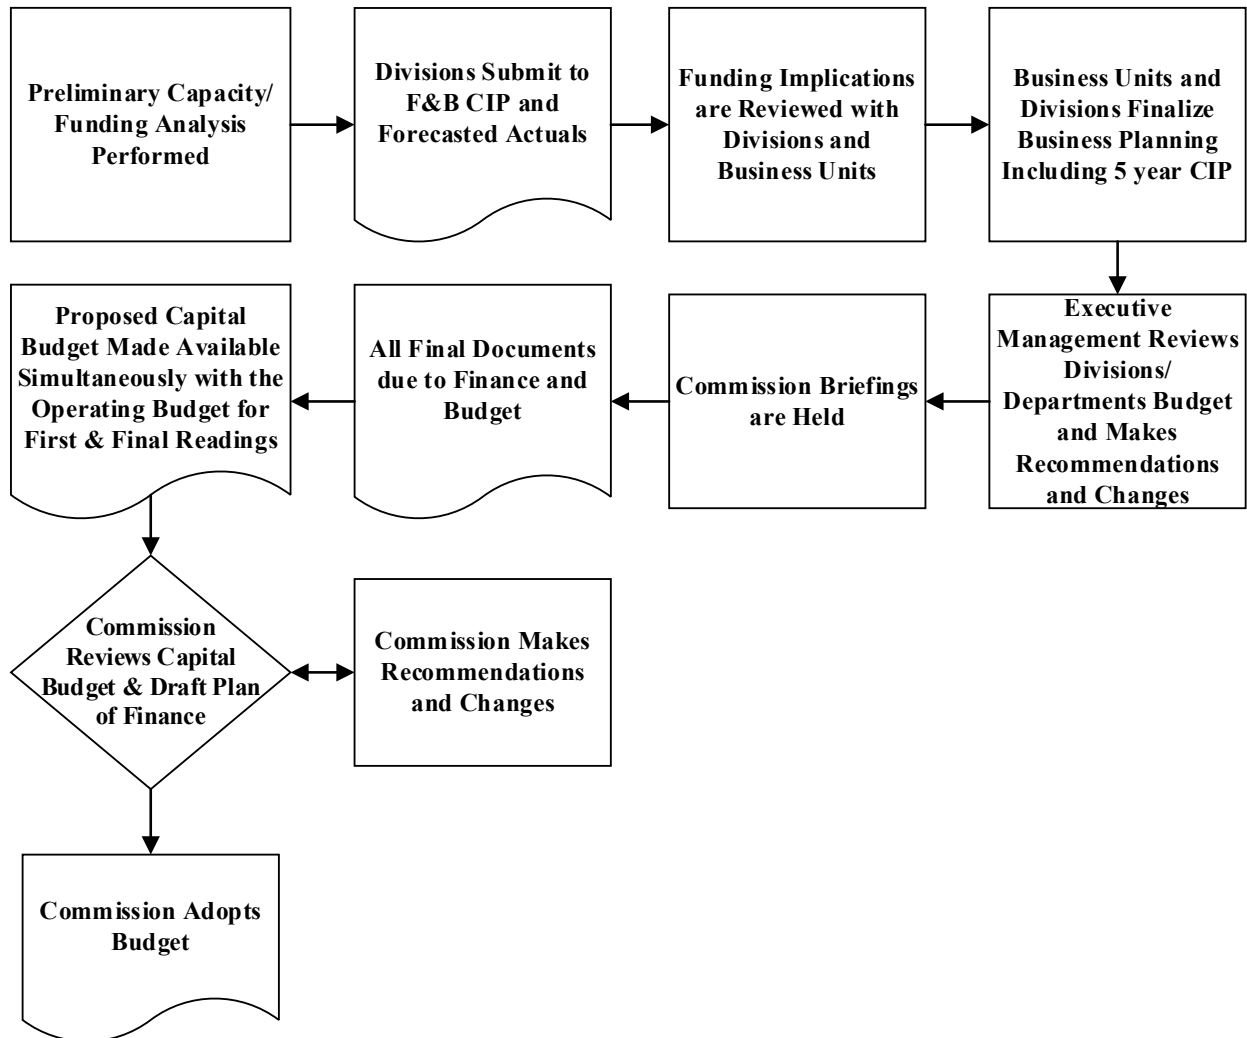 Preliminary Capacity/
Funding Analysis
Performed
Divisions Submit to
F&B CIP and
Forecasted Actuals
Funding Implications
are Reviewed with
Divisions and
Business Units
Business Units and
Divisions Finalize
Business Planning
Including 5 year CIP
Executive
Management Reviews
Divisions/
Departments Budget
and Makes
Recommendations
and Changes
Commission Briefings
are Held
All Final Documents
due to Finance and
Budget
Proposed Capital
Budget Made Available
Simultaneously with the
Operating Budget for
First & Final Readings
Commission
Reviews Capital
Budget & Draft Plan
of Finance
Commission Makes
Recommendations
and Changes
Commission Adopts
Budget